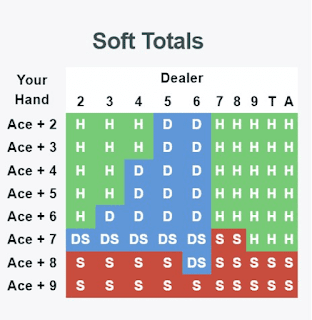 Soft Totals
Your Hand
Dealer
2 3 4 5 6 7 8 9 T A
Ace + 2 H H H D D H H H H H
Ace + 3 H H H D D H H H H H
Ace + 4 H H D D D H H H H H
Ace + 5 H H D D D H H H H H
Ace + 6 H D D D D H H H H H
Ace + 7 DS DS DS DS DS S S H H H
Ace + 8 S S S S DS S S S S S
Ace + 9 S S S S S S S S S S